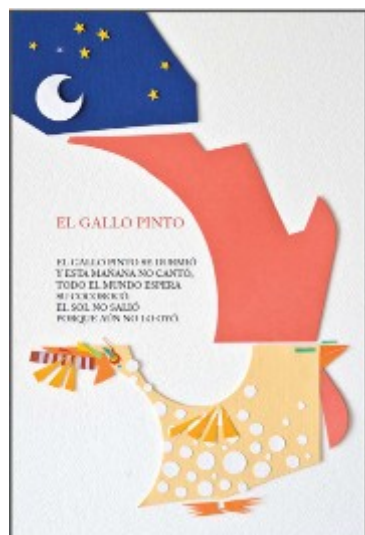 EL GALLO PINTO
EL GALLO PINTO SE DURMIÓ
Y ESTA MAÑANA NO CANTÓ,
TODO EL MUNDO ESPERA
SU COCOROCÓ;
EL SOL NO SALIÓ
PORQUE AÚN NO LO OYÓ.